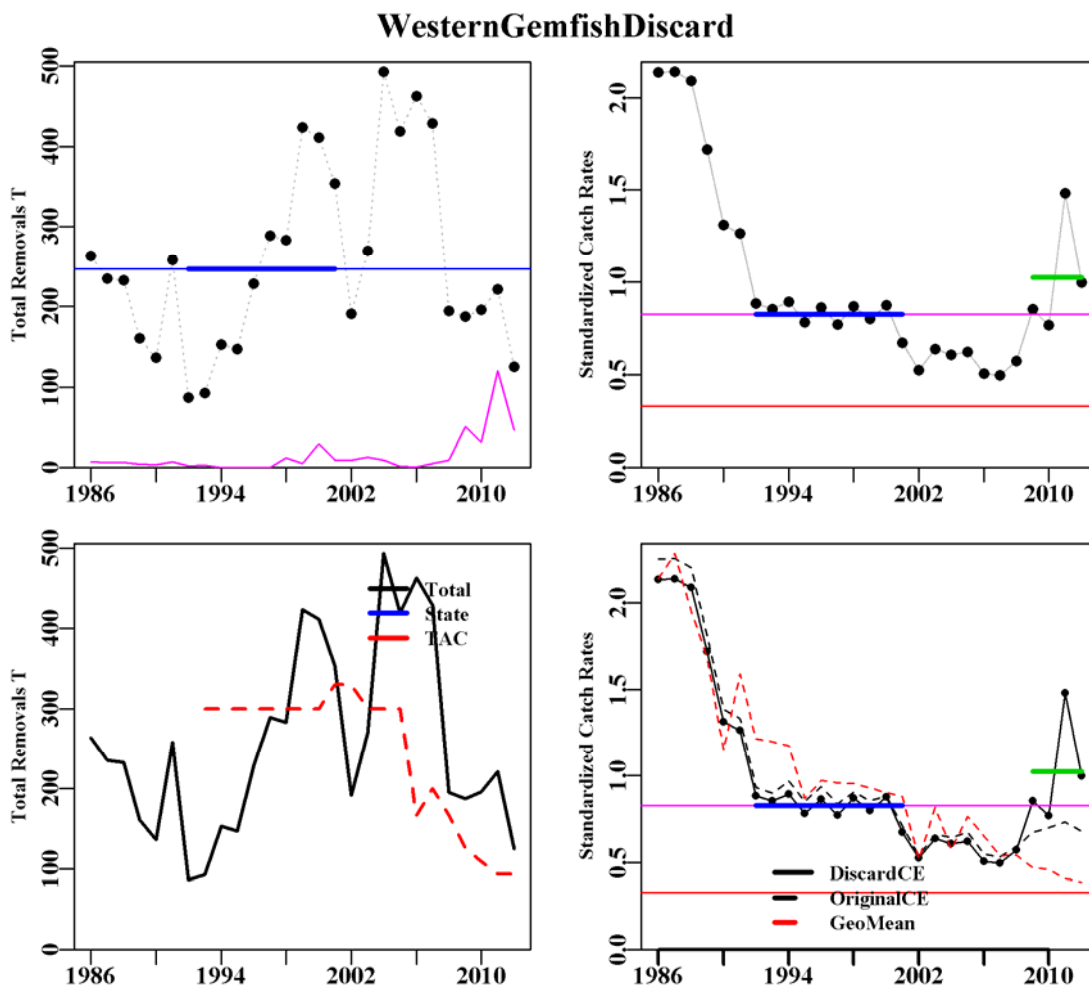 WesternGemfishDiscard
Total Removals T
0 100 200 300 400 500
1986 1994 2002 2010
Standardized Catch Rates
0.0 0.5 1.0 1.5 2.0
1986 1994 2002 2010
Total Removals T
0 100 200 300 400 500
Total
State
TAC
1986 1994 2002 2010
Standardized Catch Rates
0.0 0.5 1.0 1.5 2.0
DiscardCE
OriginalCE
GeoMean
1986 1994 2002 2010